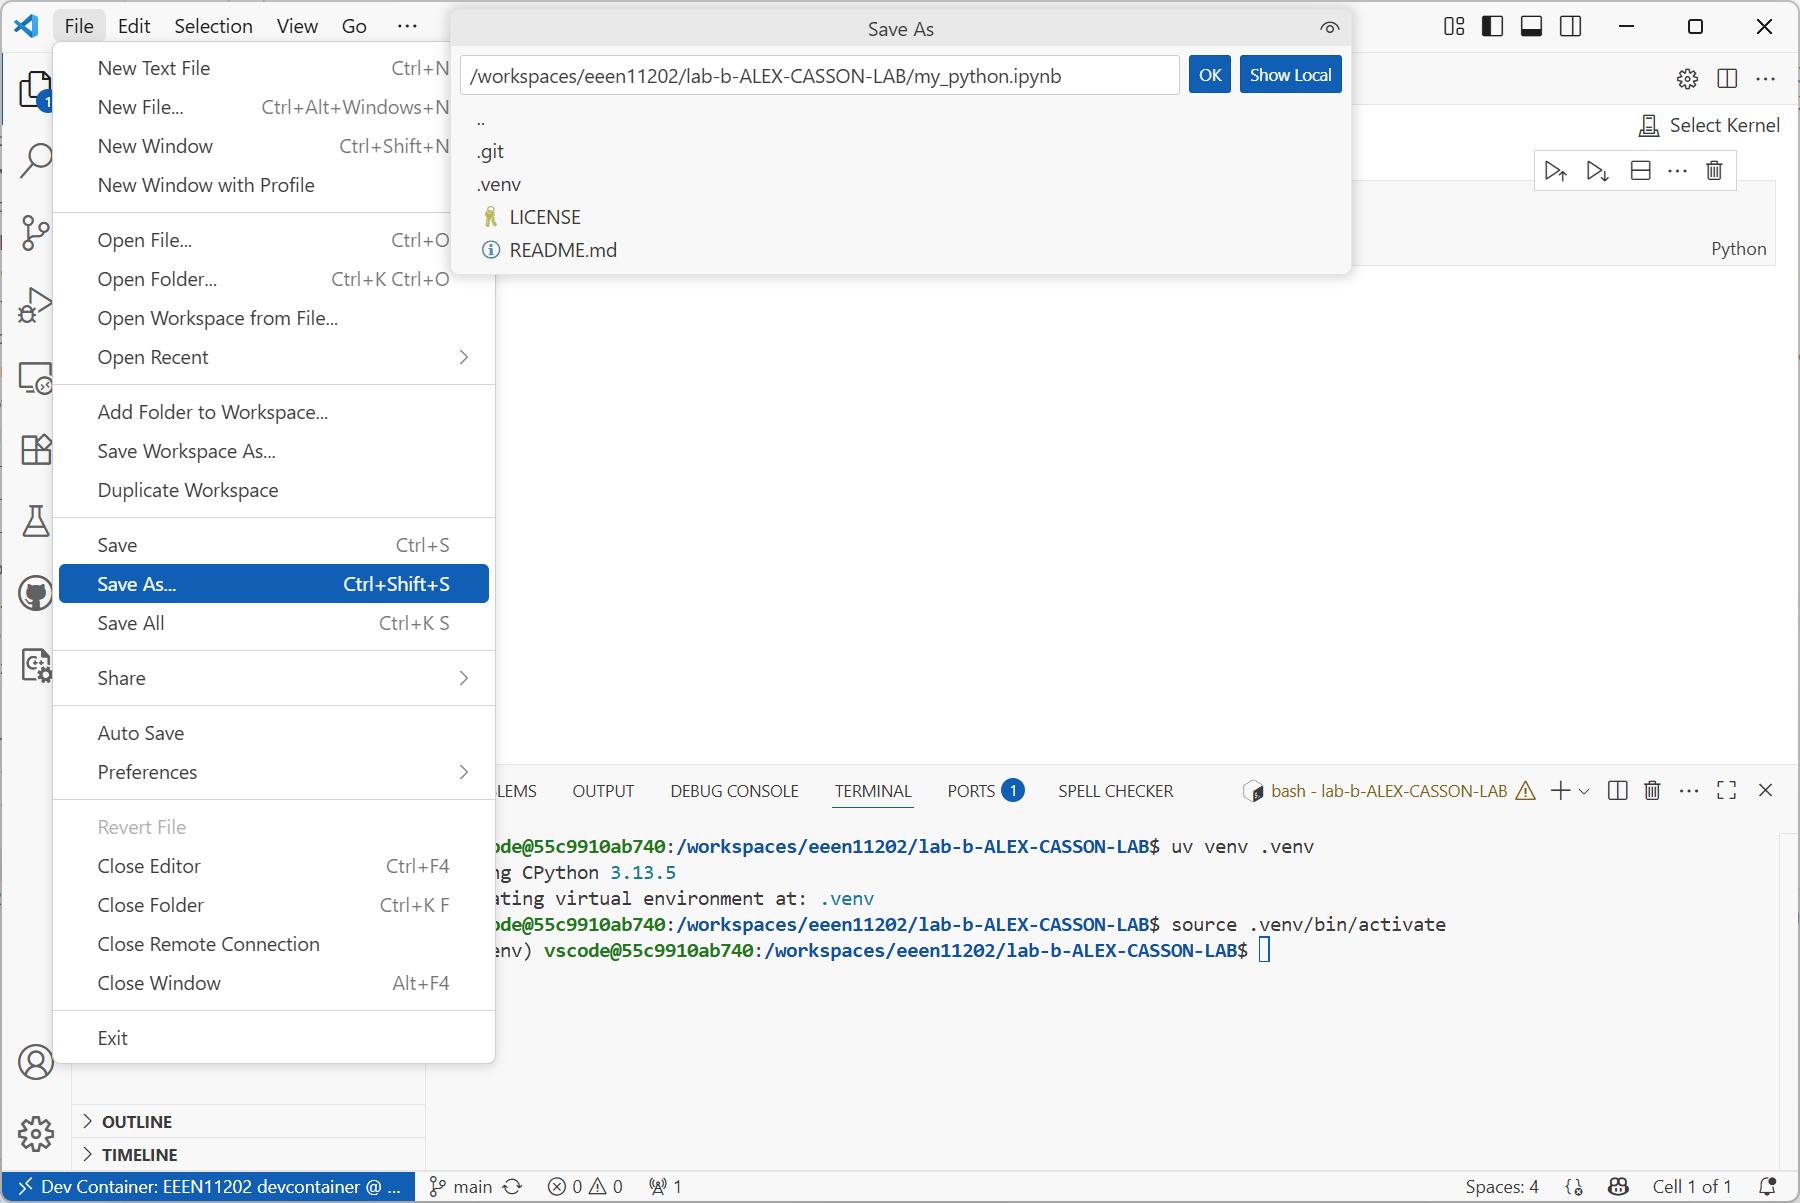 File Edit Selection View Go ···
Save As
/workspaces/eeen11202/lab-b-ALEX-CASSON-LAB/my_python.ipynb OK Show Local
..
.git
.venv
LICENSE
README.md
1
New Text File Ctrl+N
New File... Ctrl+Alt+Windows+N
New Window Ctrl+Shift+N
New Window with Profile
Open File... Ctrl+O
Open Folder... Ctrl+K Ctrl+O
Open Workspace from File...
Open Recent
Add Folder to Workspace...
Save Workspace As...
Duplicate Workspace
Save Ctrl+S
Save As... Ctrl+Shift+S
Save All Ctrl+K S
Share
Auto Save
Preferences
Revert File
Close Editor Ctrl+F4
Close Folder Ctrl+K F
Close Remote Connection
Close Window Alt+F4
Exit
Select Kernel
Python
LEMS OUTPUT DEBUG CONSOLE TERMINAL PORTS 1 SPELL CHECKER bash - lab-b-ALEX-CASSON-LAB
ode@55c9910ab740:/workspaces/eeen11202/lab-b-ALEX-CASSON-LAB$ uv venv .venv
ng CPython 3.13.5
ating virtual environment at: .venv
ode@55c9910ab740:/workspaces/eeen11202/lab-b-ALEX-CASSON-LAB$ source .venv/bin/activate
env) vscode@55c9910ab740:/workspaces/eeen11202/lab-b-ALEX-CASSON-LAB$
OUTLINE
TIMELINE
Dev Container: EEEN11202 devcontainer @ ... main 0 0 1 Spaces: 4 Cell 1 of 1